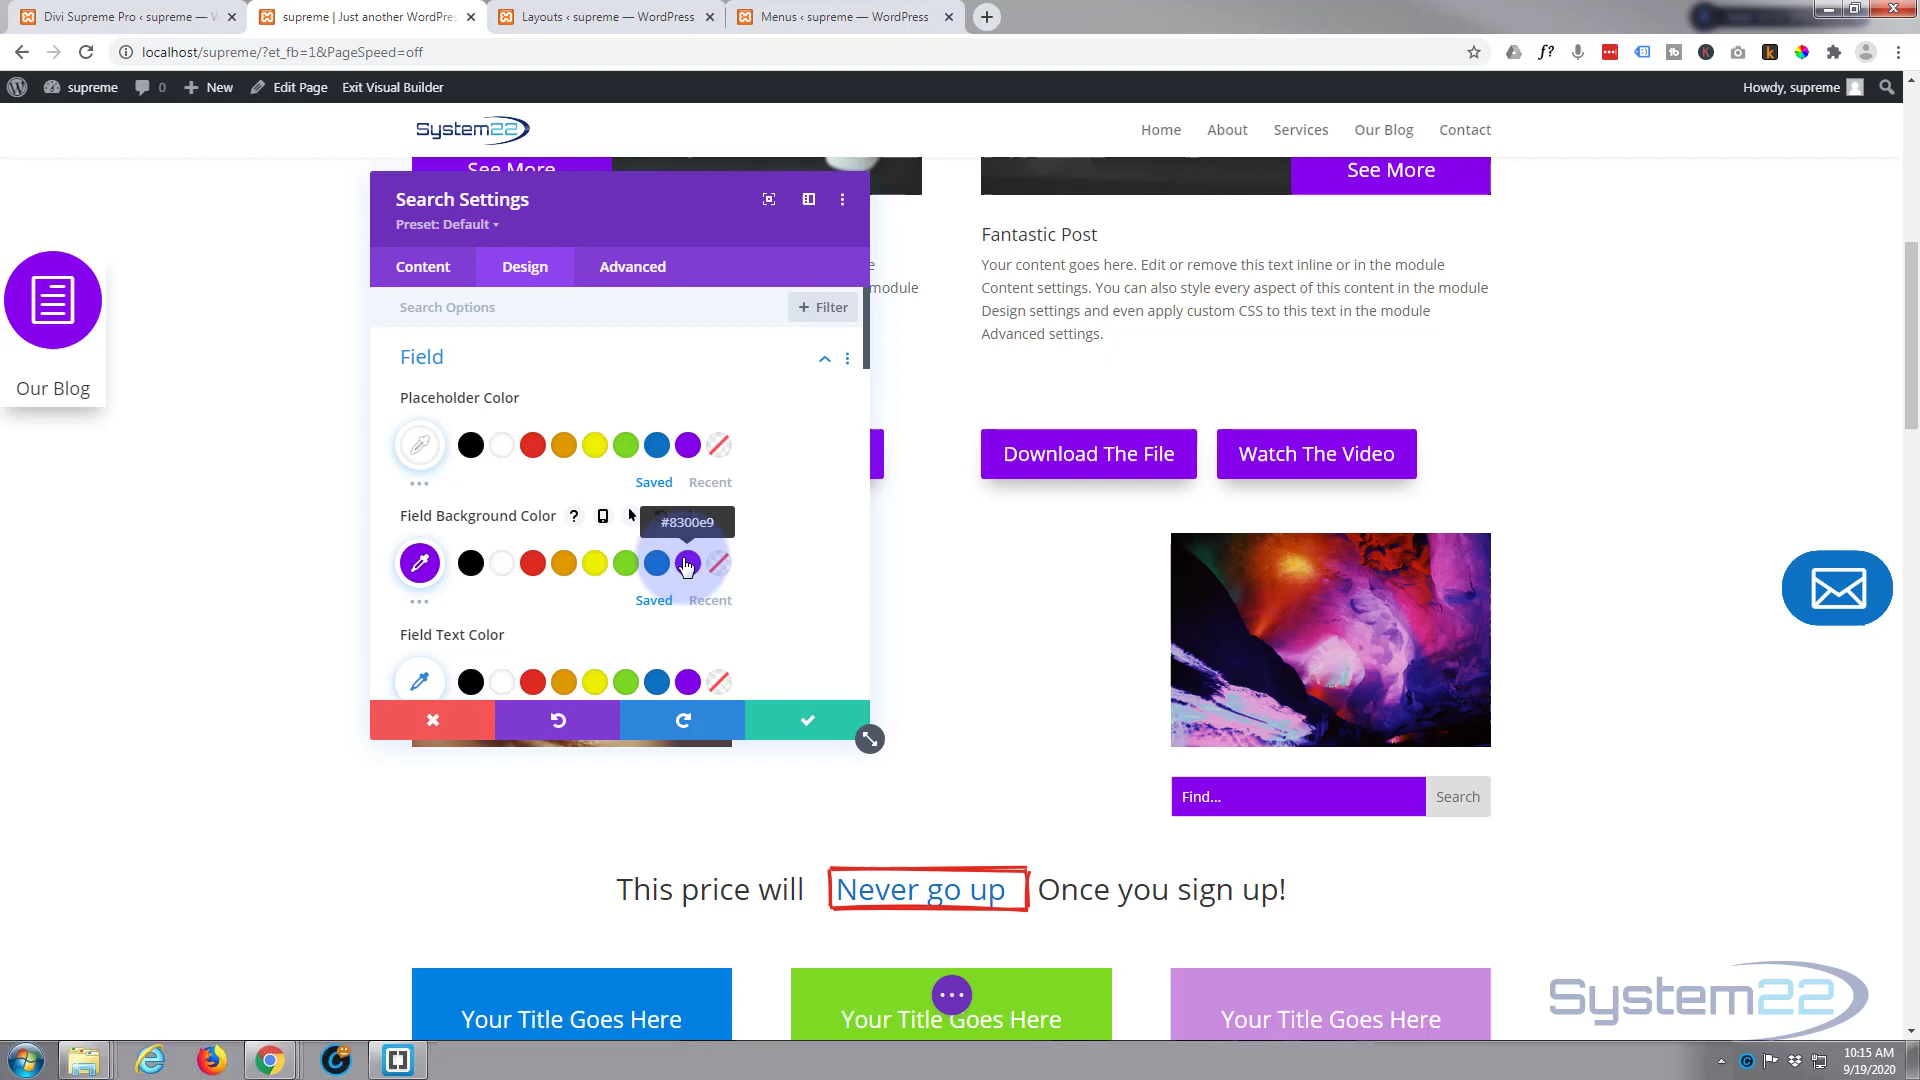 Divi Supreme Pro ‹ supreme — W
supreme | Just another WordPres
Layouts ‹ supreme — WordPress
Menus ‹ supreme — WordPress
localhost/supreme/?et_fb=1&PageSpeed=off
supreme
0
New
Edit Page
Exit Visual Builder
Howdy, supreme
System22
Home
About
Services
Our Blog
Contact
See More
See More
Search Settings
Preset: Default
Content
Design
Advanced
Search Options
+ Filter
Field
Placeholder Color
Saved
Recent
Field Background Color
?
#8300e9
Saved
Recent
Field Text Color
e
module
Fantastic Post
Your content goes here. Edit or remove this text inline or in the module
Content settings. You can also style every aspect of this content in the module
Design settings and even apply custom CSS to this text in the module
Advanced settings.
Our Blog
Download The File
Watch The Video
Find...
Search
This price will Never go up Once you sign up!
Your Title Goes Here
Your Title Goes Here
Your Title Goes Here
System22
10:15 AM
9/19/2020